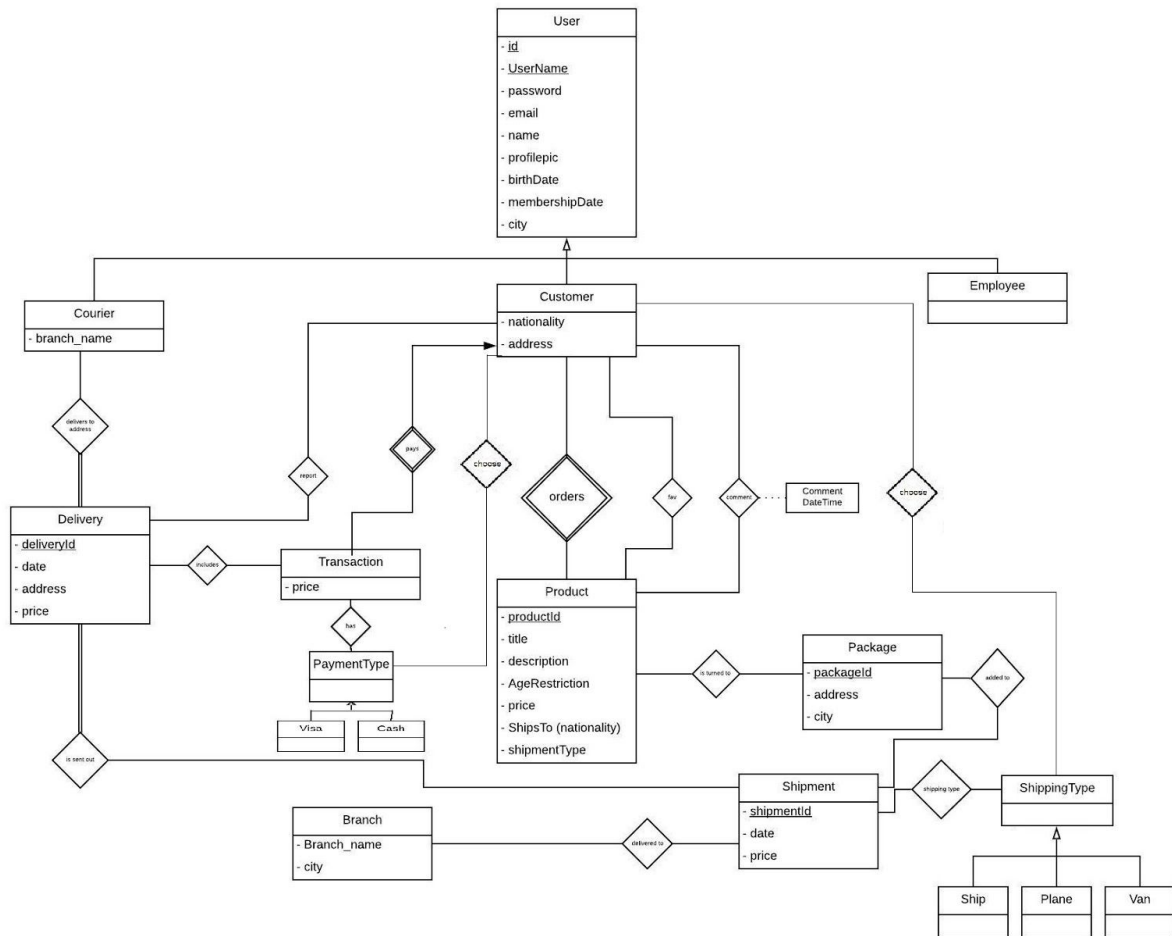 User
- id
- UserName
- password
- email
- name
- profilepic
- birthDate
- membershipDate
- city
Courier
- branch_name
Customer
- nationality
- address
Employee
delivers to
address
report
pays
choose
orders
fav
comment
Comment
DateTime
choose
Delivery
- deliveryId
- date
- address
- price
includes
Transaction
- price
has
PaymentType
Visa
Cash
Product
- productId
- title
- description
- AgeRestriction
- price
- ShipsTo (nationality)
- shipmentType
is turned to
Package
- packageId
- address
- city
added to
is sent out
Shipment
- shipmentId
- date
- price
shipping type
ShippingType
Branch
- Branch_name
- city
delivered to
Ship
Plane
Van